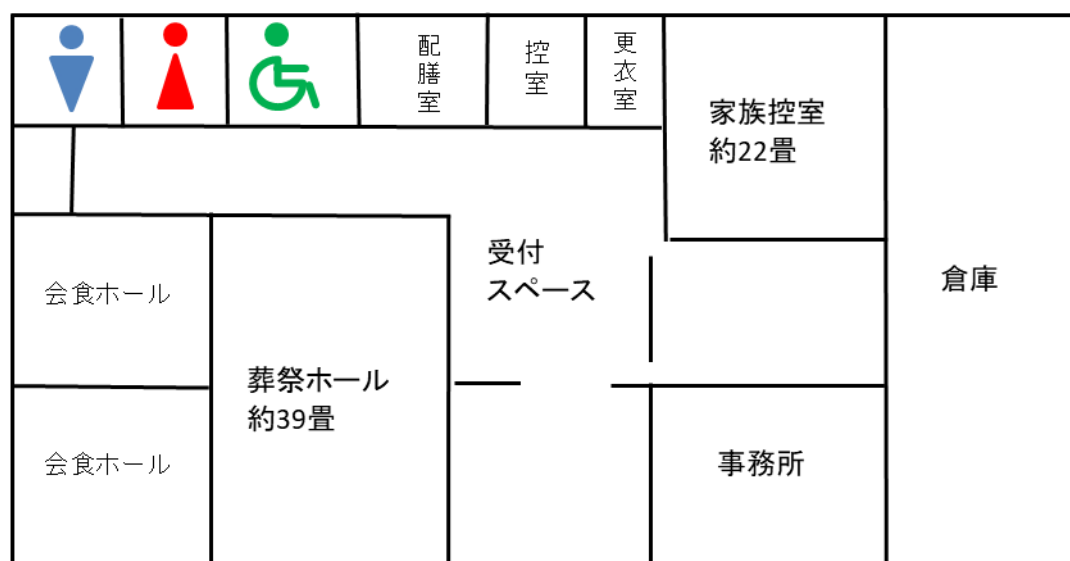 配膳室
控室
更衣室
家族控室
約22畳
受付
スペース
倉庫
会食ホール
葬祭ホール
約39畳
会食ホール
事務所